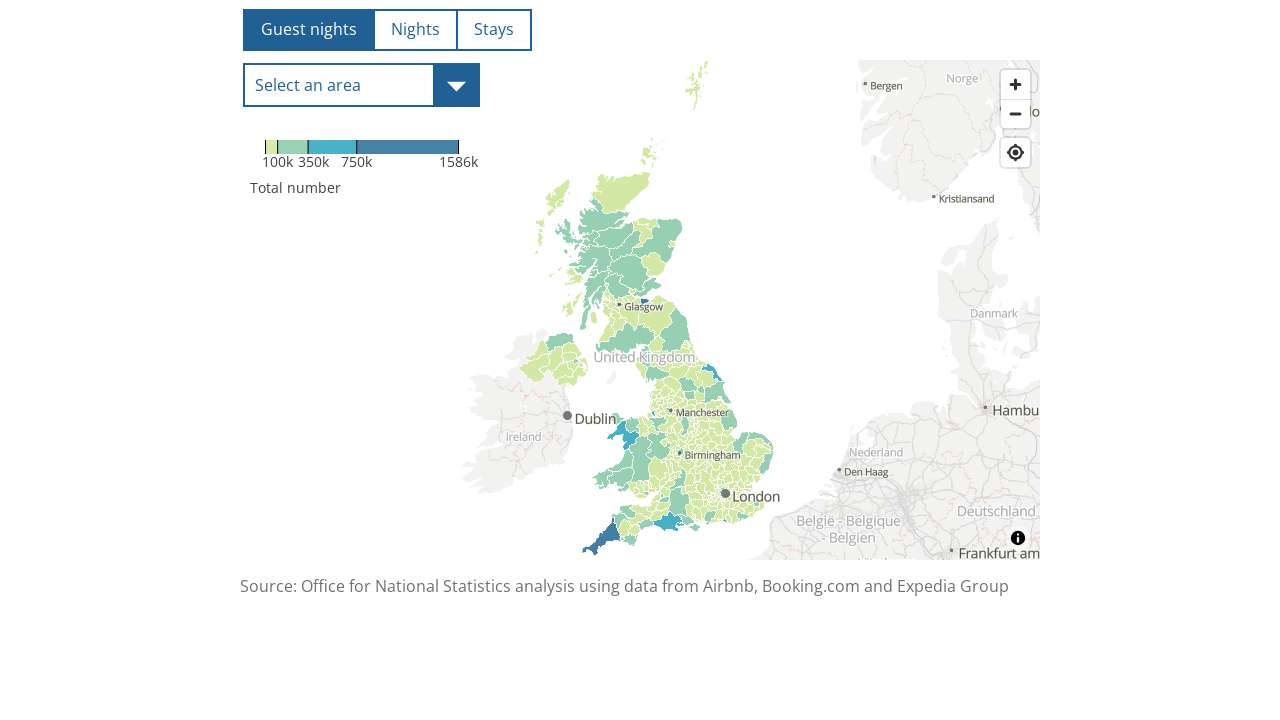 Guest nights
Nights
Stays
Select an area
100k 350k 750k 1586k
Total number
Norge
Bergen
Kristiansand
Glasgow
Danmark
United Kingdom
Dublin
Manchester
Hambu
Ireland
Birmingham
Nederland
Den Haag
London
België - Belgique
- Belgien
Deutschland
Frankfurt am
Source: Office for National Statistics analysis using data from Airbnb, Booking.com and Expedia Group